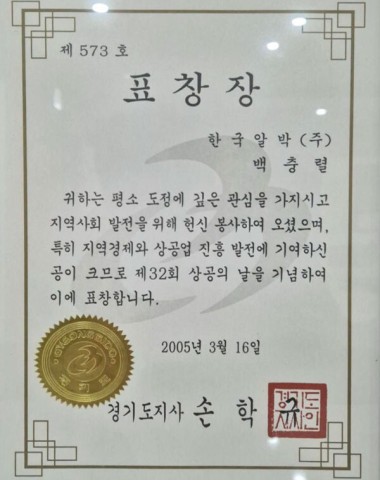 제 573 호
표 창 장
한 국 알 박 (주)
백 충 렬
귀하는 평소 도정에 깊은 관심을 가지시고
지역사회 발전을 위해 헌신 봉사하여 오셨으며,
특히 지역경제와 상공업 진흥 발전에 기여하신
공이 크므로 제32회 상공의 날을 기념하여
이에 표창합니다.
2005년 3월 16일
경기도지사 손 학 규